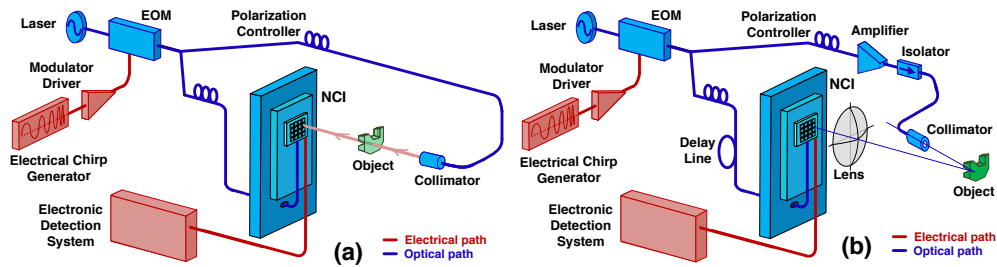 Laser
EOM
Polarization
Controller
Modulator
Driver
NCI
Electrical Chirp
Generator
Object
Collimator
Electronic
Detection
System
(a)
Electrical path
Optical path
Laser
EOM
Polarization
Controller
Amplifier
Isolator
Modulator
Driver
NCI
Collimator
Delay
Line
Electrical Chirp
Generator
Lens
Object
Electronic
Detection
System
(b)
Electrical path
Optical path